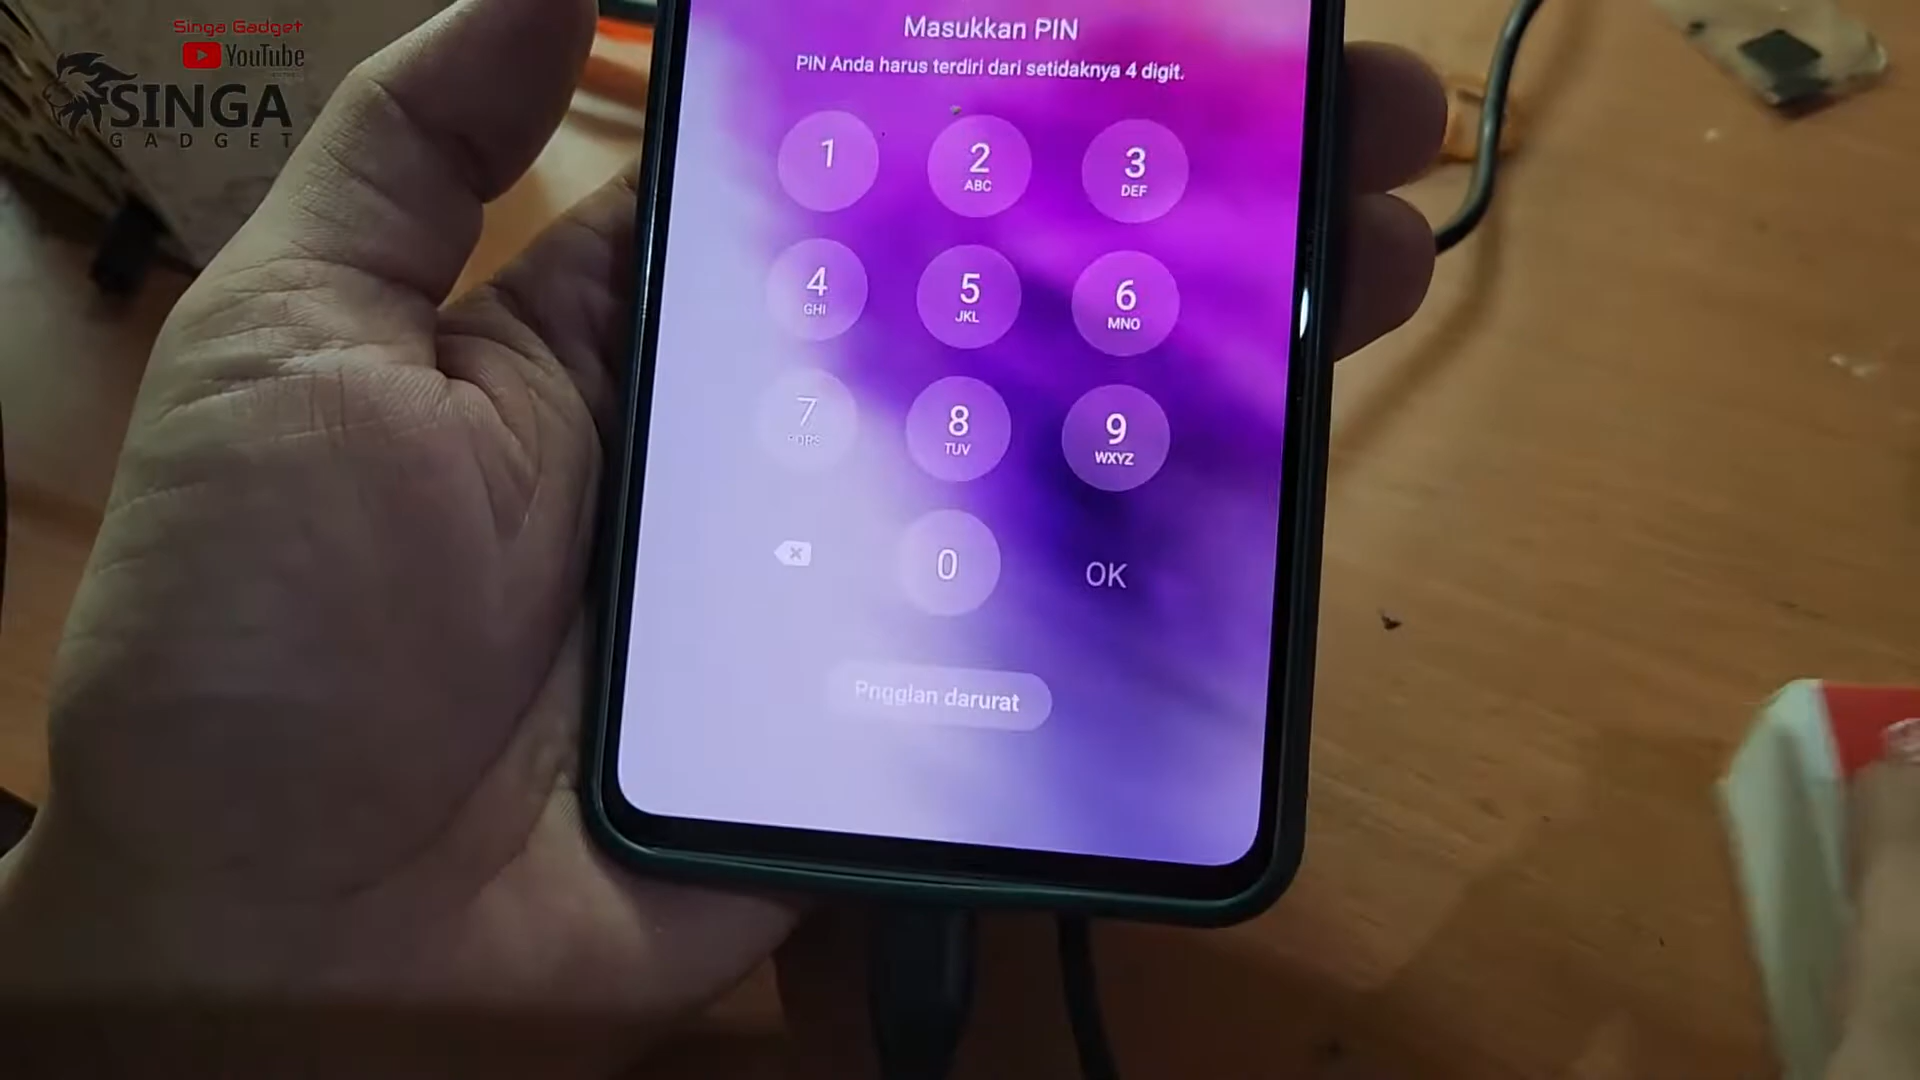 Singa Gadget
YouTube
SINGA
GADGET
Masukkan PIN
PIN Anda harus terdiri dari setidaknya 4 digit.
1
2
ABC
3
DEF
4
GHI
5
JKL
6
MNO
7
PQRS
8
TUV
9
WXYZ
0
OK
Pnggian darurat